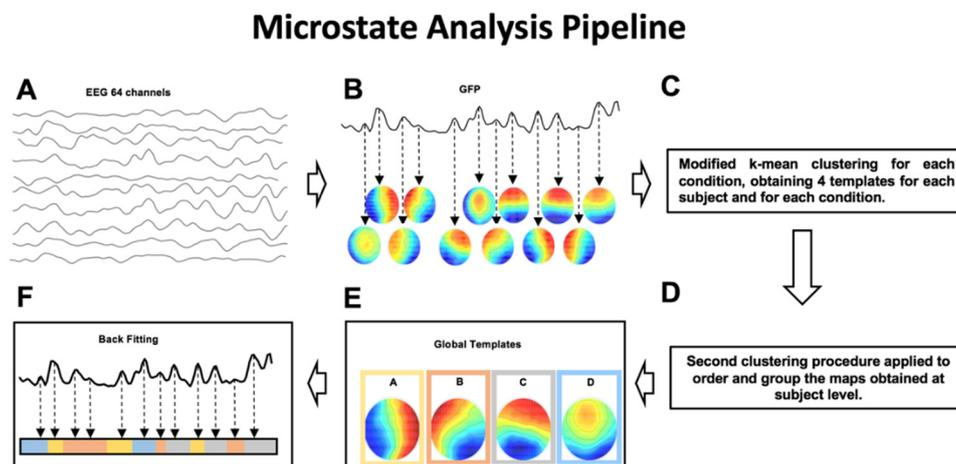 Microstate Analysis Pipeline
A
EEG 64 channels
B
GFP
C
Modified k-mean clustering for each
condition, obtaining 4 templates for each
subject and for each condition.
D
Second clustering procedure applied to
order and group the maps obtained at
subject level.
E
Global Templates
A
B
C
D
F
Back Fitting